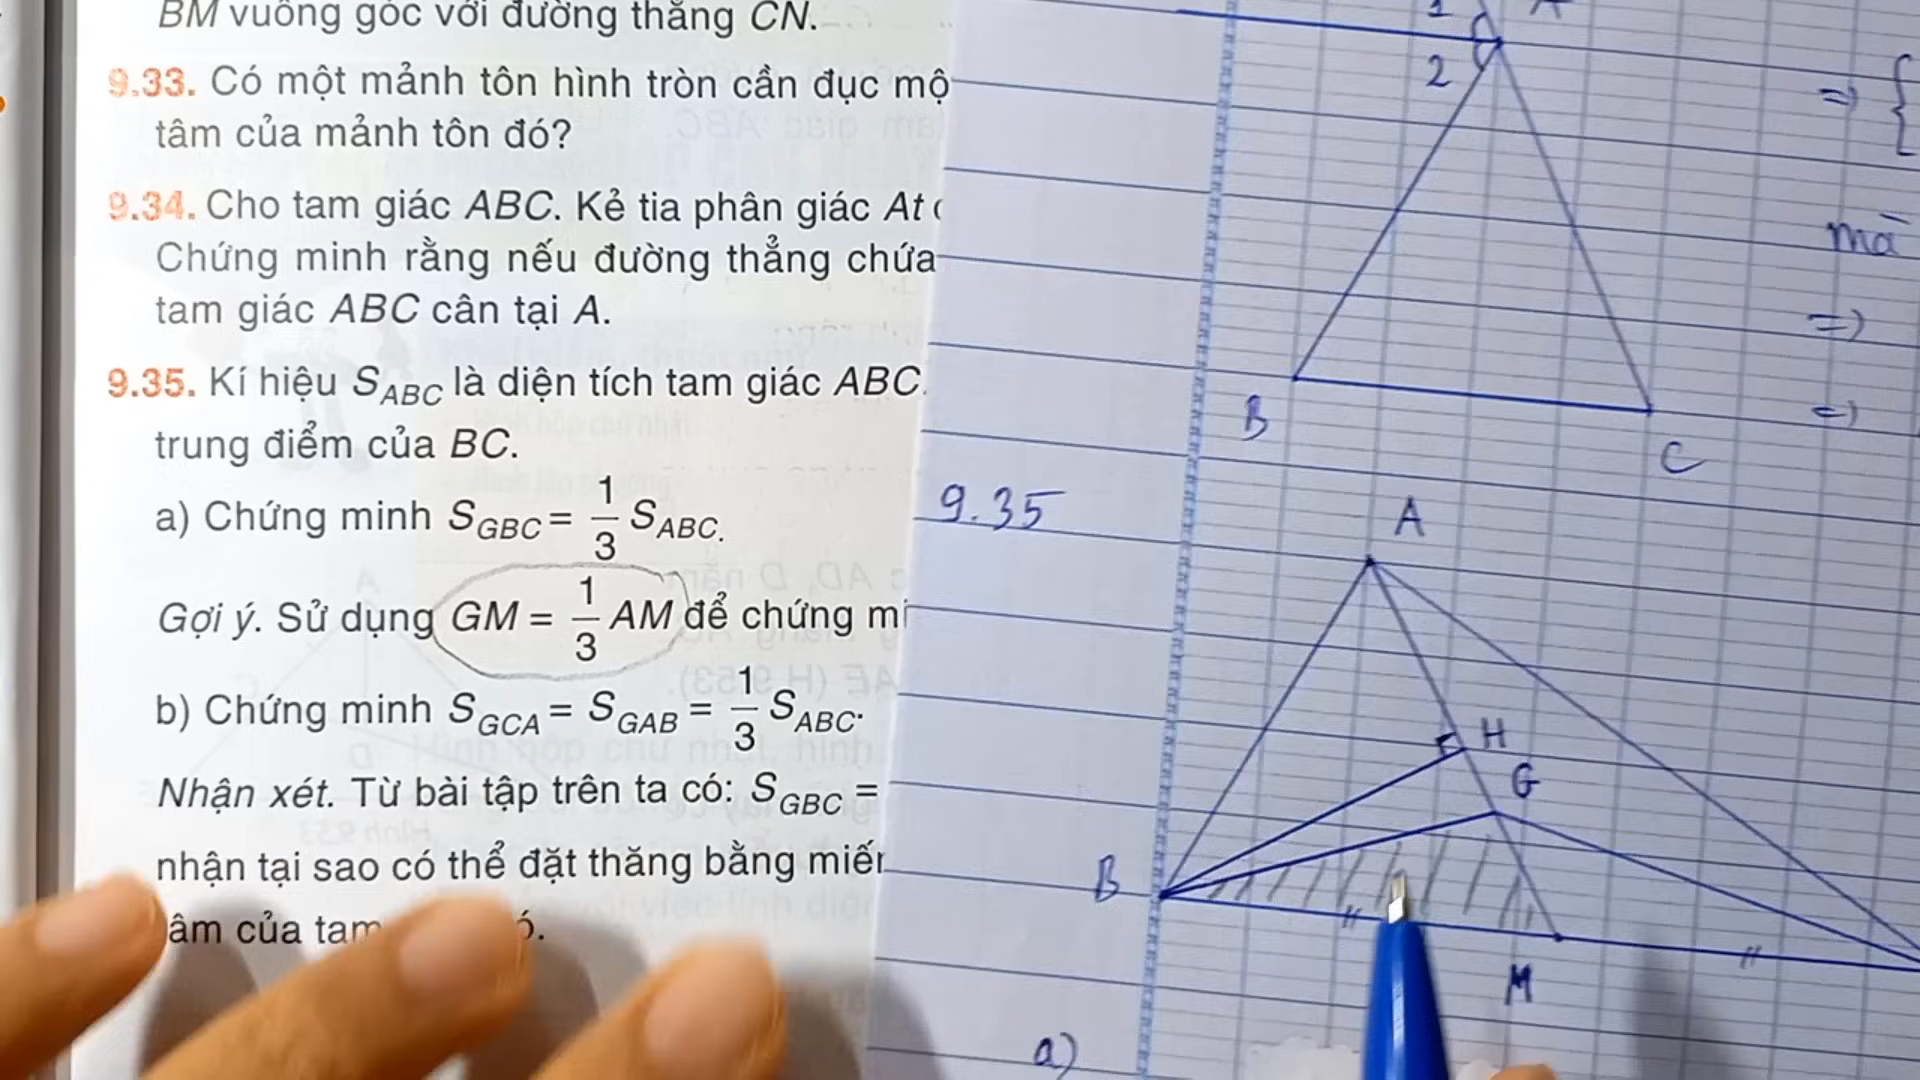 BM vuông góc với đường thẳng CN.
9.33. Có một mảnh tôn hình tròn cần đục mộ
tâm của mảnh tôn đó?
9.34. Cho tam giác ABC. Kẻ tia phân giác At
Chứng minh rằng nếu đường thẳng chứa
tam giác ABC cân tại A.
9.35. Kí hiệu S_ABC là diện tích tam giác ABC.
trung điểm của BC.
a) Chứng minh S_GBC = 1/3 S_ABC.
Gợi ý. Sử dụng GM = 1/3 AM để chứng mi
b) Chứng minh S_GCA = S_GAB = 1/3 S_ABC.
Nhận xét. Từ bài tập trên ta có: S_GBC =
nhận tại sao có thể đặt thăng bằng miến
âm của tam ó.
1 A
2
B
C
=> {
mà
=>
=>
9.35
A
H
G
B
M
a)